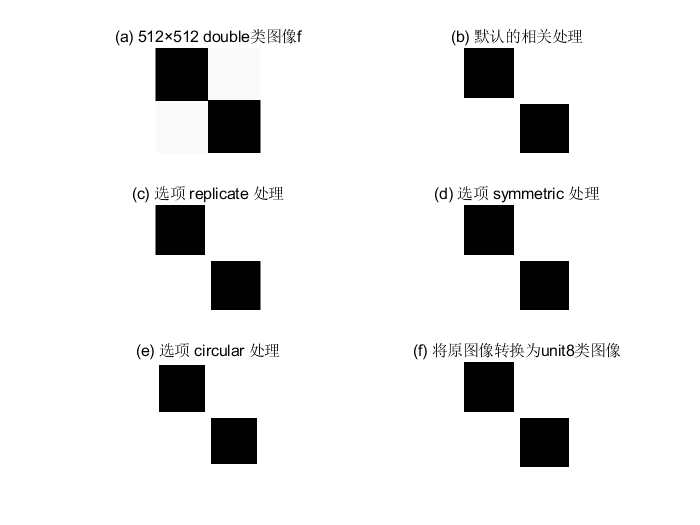 (a) 512×512 double类图像f
(b) 默认的相关处理
(c) 选项 replicate 处理
(d) 选项 symmetric 处理
(e) 选项 circular 处理
(f) 将原图像转换为unit8类图像